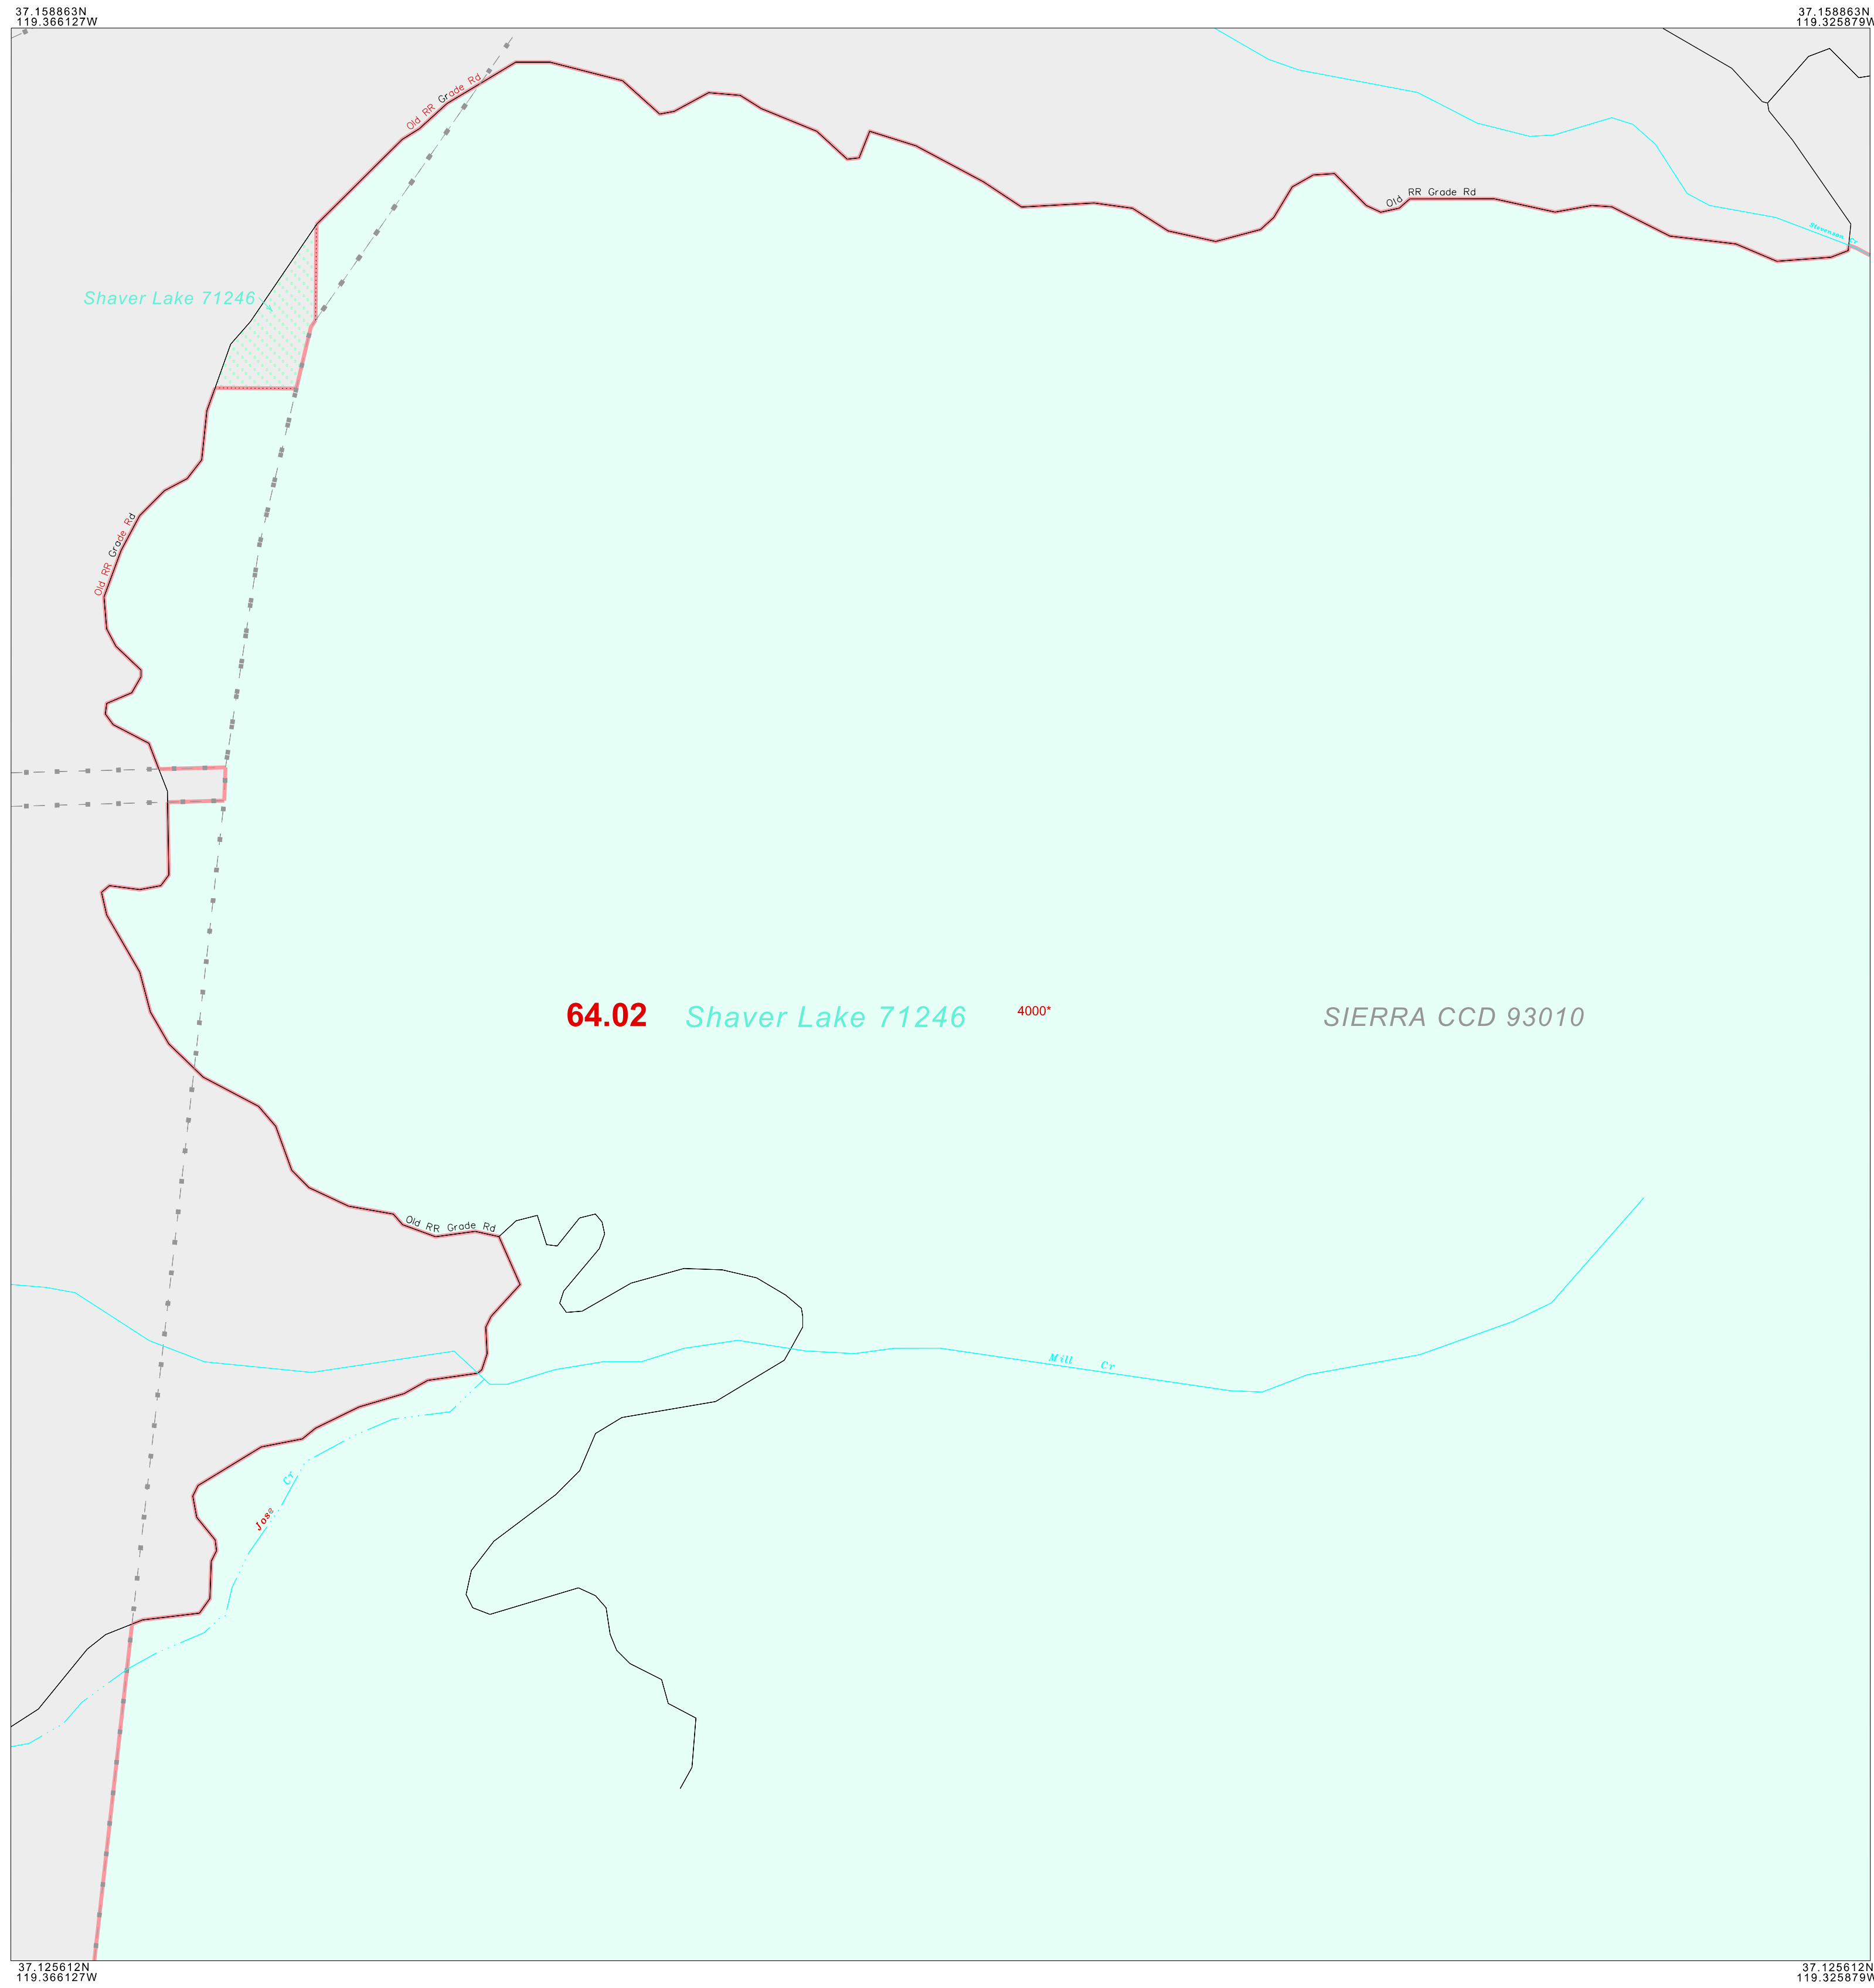 37.158863N
119.366127W
37.158863N
119.325879W
Old RR Grade Rd
Old RR Grade Rd
Stevenson Cr
Shaver Lake 71246
Old RR Grade Rd
64.02 Shaver Lake 71246 4000* SIERRA CCD 93010
Old RR Grade Rd
Mill Cr
Jose Cr
37.125612N
119.366127W
37.125612N
119.325879W